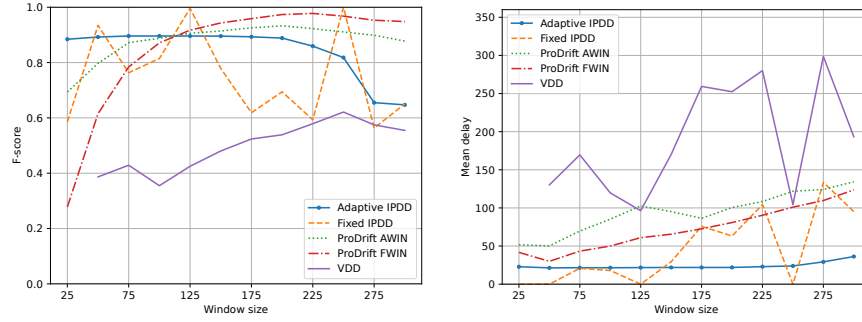 1.0
0.8
0.6
0.4
0.2
0.0
F-score
25
75
125
175
225
275
Window size
Adaptive IPDD
Fixed IPDD
ProDrift AWIN
ProDrift FWIN
VDD
350
300
250
200
150
100
50
0
Mean delay
25
75
125
175
225
275
Window size
Adaptive IPDD
Fixed IPDD
ProDrift AWIN
ProDrift FWIN
VDD